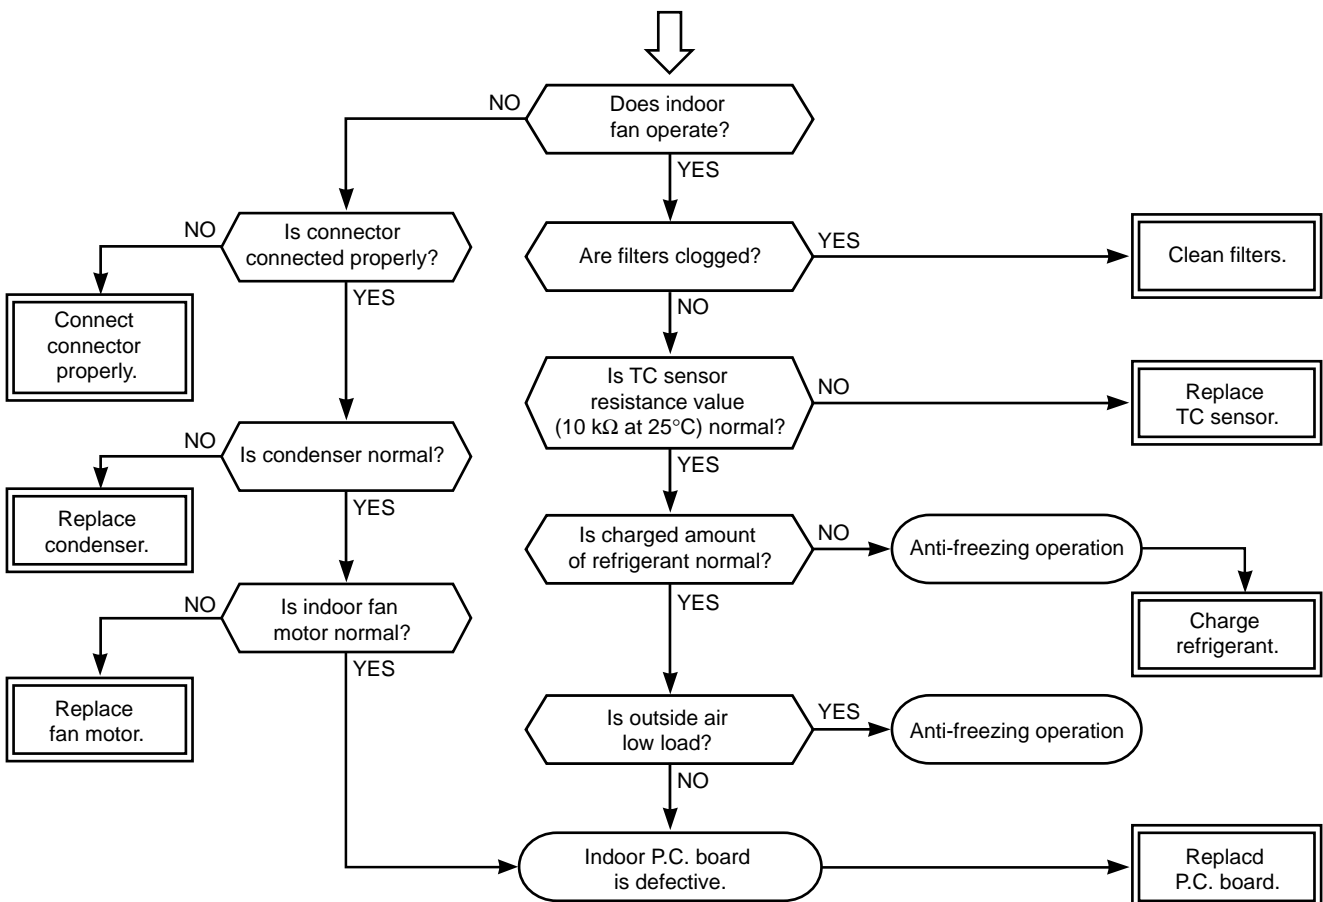 Does indoor
fan operate?
NO
YES
Is connector
connected properly?
NO
YES
Connect
connector
properly.
Are filters clogged?
YES
NO
Clean filters.
Is TC sensor
resistance value
(10 kΩ at 25°C) normal?
NO
YES
Replace
TC sensor.
Is condenser normal?
NO
YES
Replace
condenser.
Is charged amount
of refrigerant normal?
NO
YES
Anti-freezing operation
Charge
refrigerant.
Is indoor fan
motor normal?
NO
YES
Replace
fan motor.
Is outside air
low load?
YES
NO
Anti-freezing operation
Indoor P.C. board
is defective.
Replacd
P.C. board.